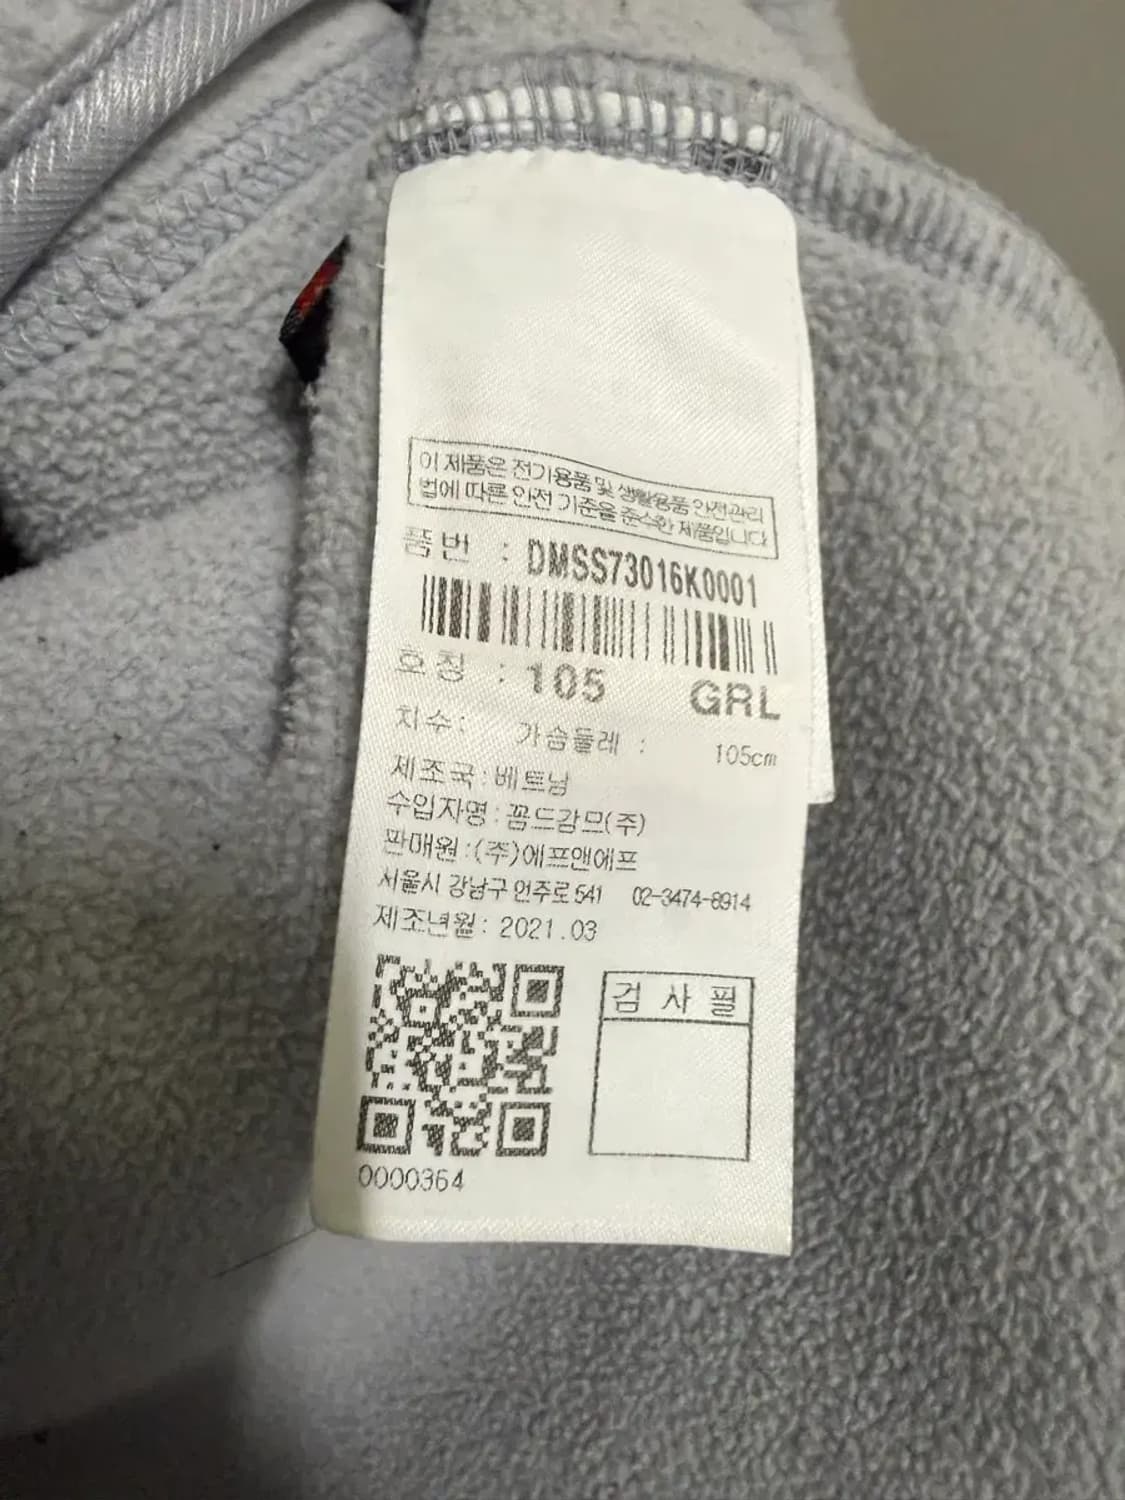 이 제품은 전기용품 및 생활용품 안전관리
법에 따른 안전 기준을 준수한 제품입니다
품번 : DMSS73016K0001
호칭 : 105 GRL
치수: 가슴둘레 : 105cm
제조국:베트남
수입자명:꼼드감므(주)
판매원:(주)에프앤에프
서울시 강남구 언주로 541 02-3474-8914
제조년월: 2021.03
검 사 필
0000364